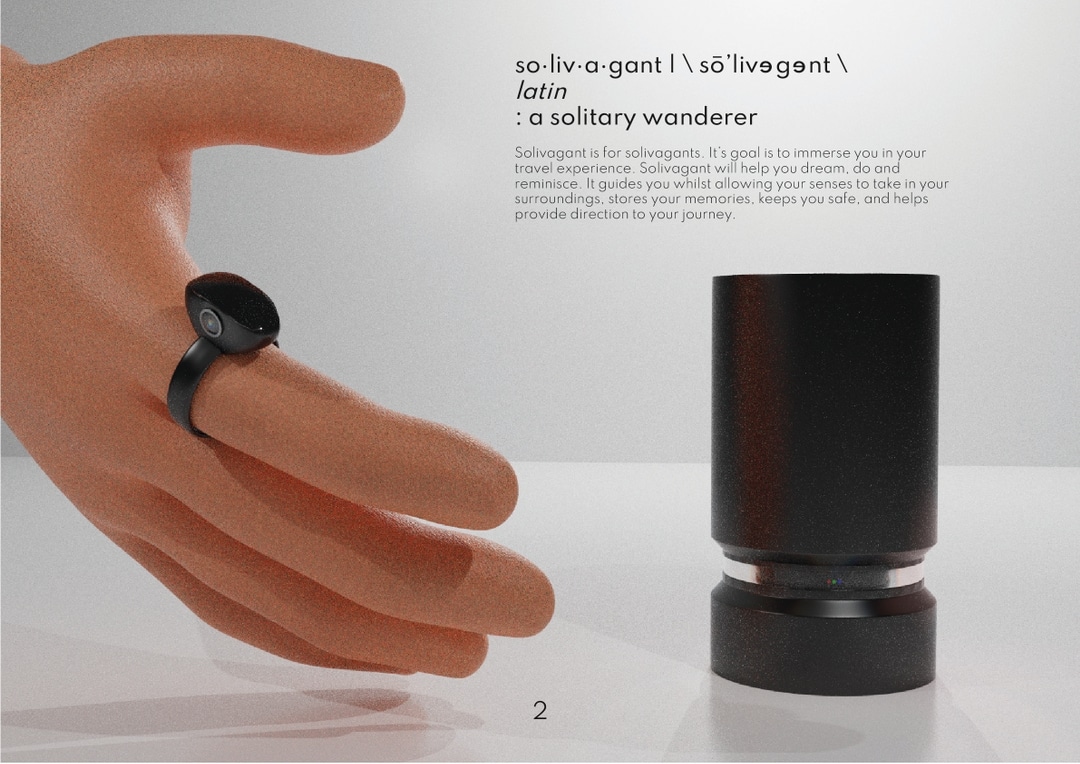 so·liv·a·gant | \ sō’livɘgɘnt \
latin
: a solitary wanderer
Solivagant is for solivagants. It’s goal is to immerse you in your
travel experience. Solivagant will help you dream, do and
reminisce. It guides you whilst allowing your senses to take in your
surroundings, stores your memories, keeps you safe, and helps
provide direction to your journey.
2